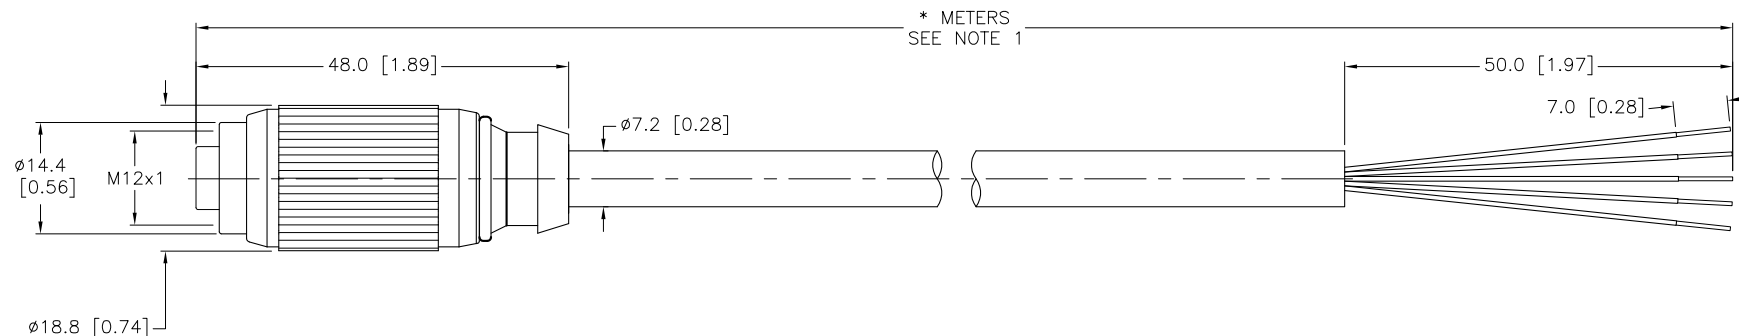 * METERS
SEE NOTE 1
48.0 [1.89]
50.0 [1.97]
7.0 [0.28]
ø7.2 [0.28]
ø14.4
[0.56]
M12x1
ø18.8 [0.74]